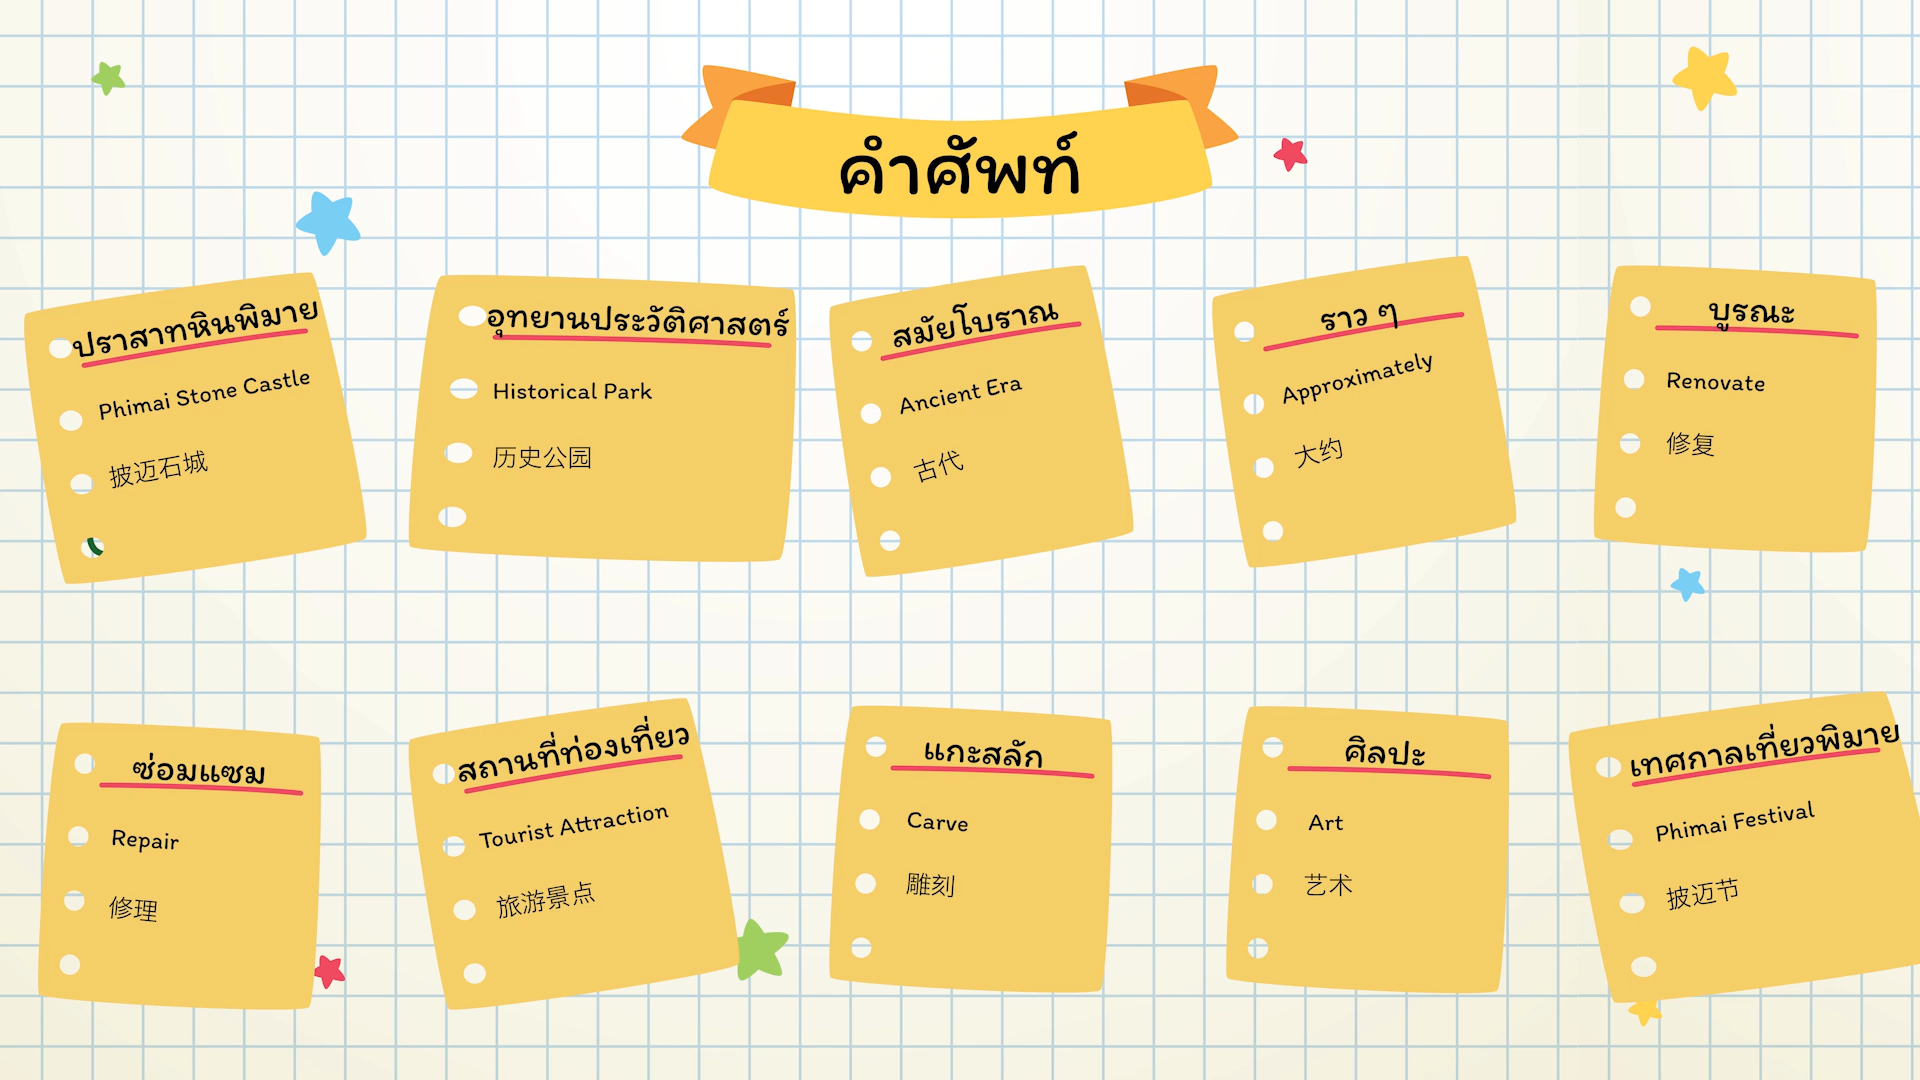 คำศัพท์
ปราสาทหินพิมาย
Phimai Stone Castle
披迈石城
อุทยานประวัติศาสตร์
Historical Park
历史公园
สมัยโบราณ
Ancient Era
古代
ราว ๆ
Approximately
大约
บูรณะ
Renovate
修复
ซ่อมแซม
Repair
修理
สถานที่ท่องเที่ยว
Tourist Attraction
旅游景点
แกะสลัก
Carve
雕刻
ศิลปะ
Art
艺术
เทศกาลเที่ยวพิมาย
Phimai Festival
披迈节